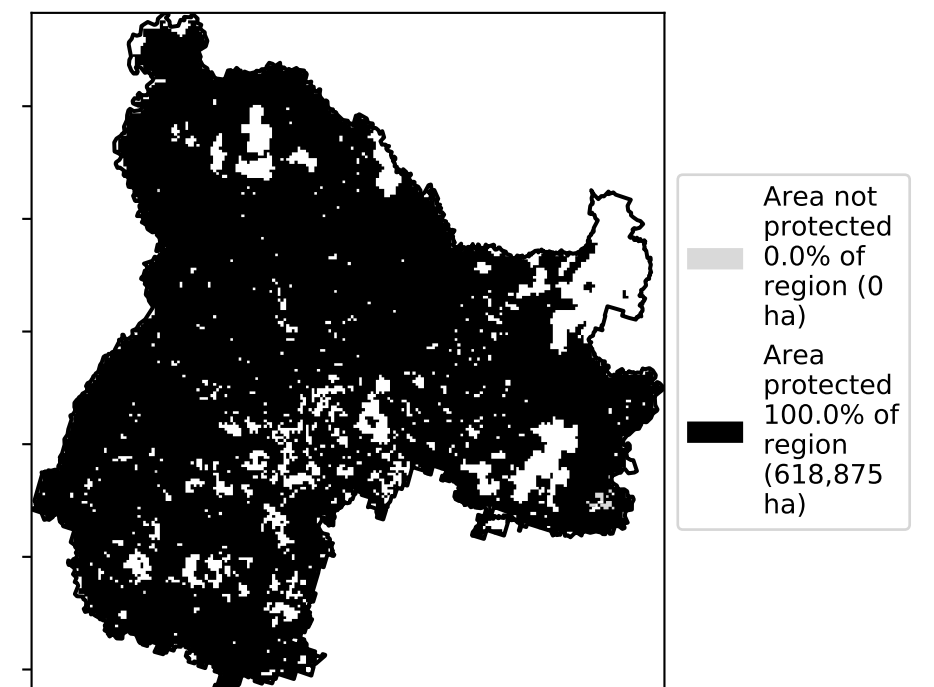 Area not
protected
0.0% of
region (0
ha)
Area
protected
100.0% of
region
(618,875
ha)